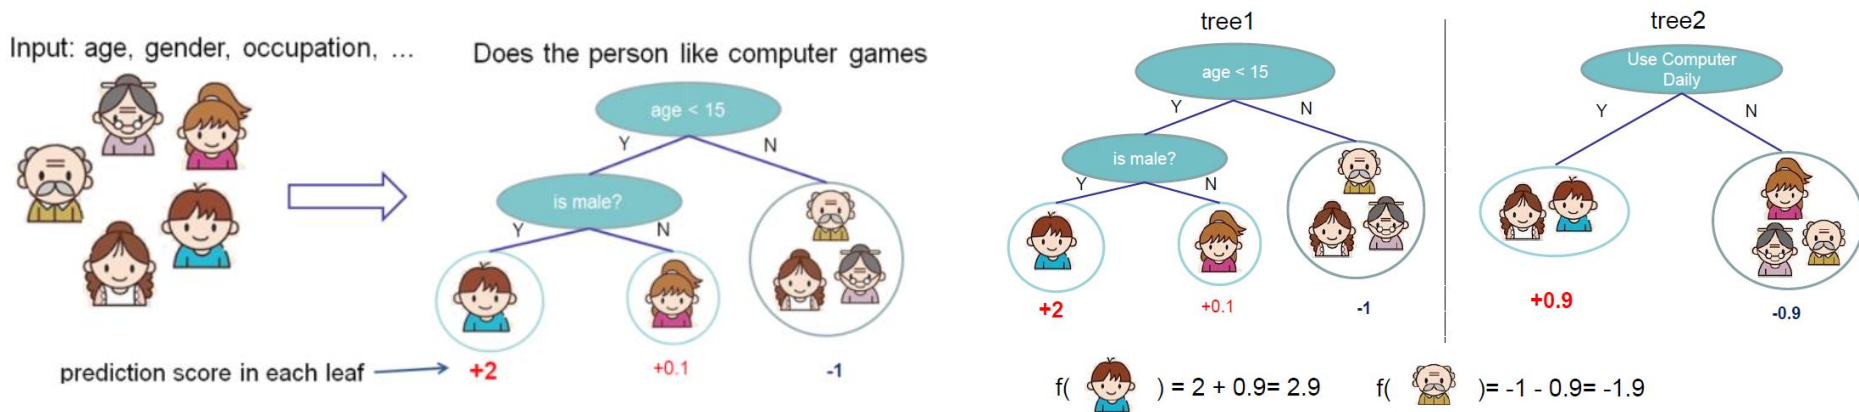 Input: age, gender, occupation, ...
Does the person like computer games
age < 15
Y
N
is male?
Y
N
prediction score in each leaf
+2
+0.1
-1
tree1
age < 15
Y
N
is male?
Y
N
+2
+0.1
-1
tree2
Use Computer
Daily
Y
N
+0.9
-0.9
f( ) = 2 + 0.9= 2.9
f( )= -1 - 0.9= -1.9